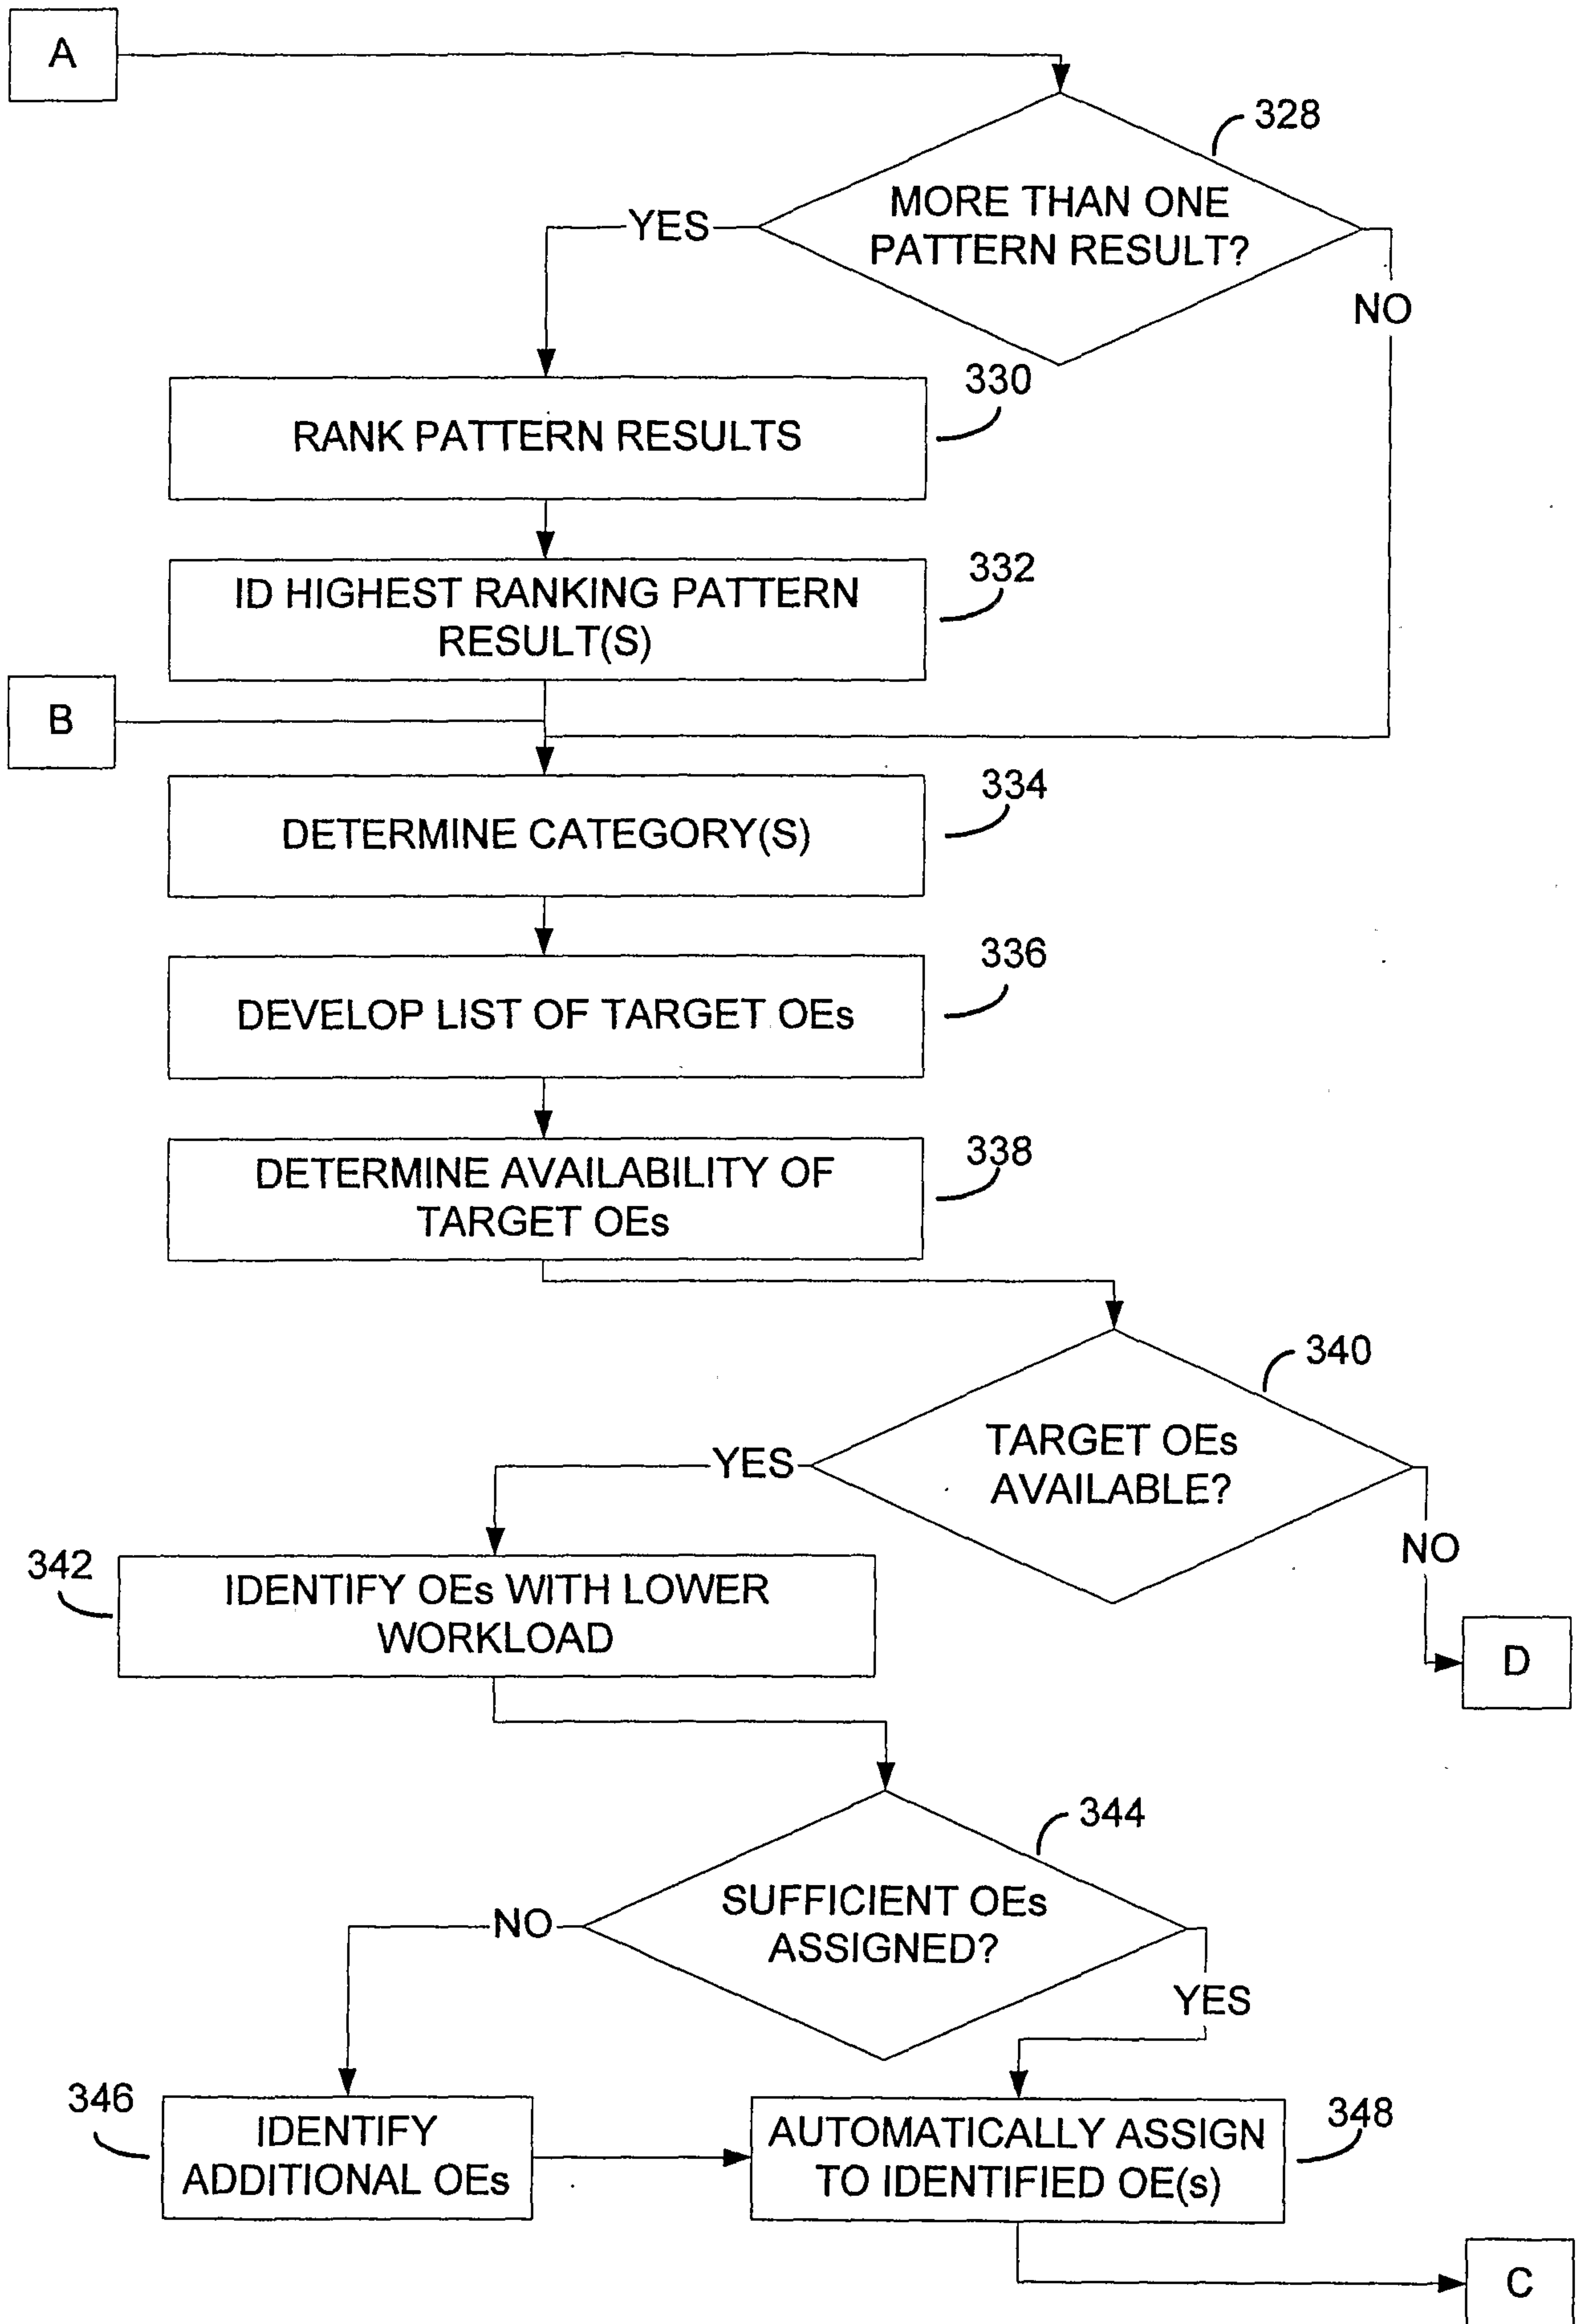 A
328
MORE THAN ONE
PATTERN RESULT?
YES
NO
330
RANK PATTERN RESULTS
332
ID HIGHEST RANKING PATTERN
RESULT(S)
B
334
DETERMINE CATEGORY(S)
336
DEVELOP LIST OF TARGET OEs
338
DETERMINE AVAILABILITY OF
TARGET OEs
340
TARGET OEs
AVAILABLE?
YES
NO
342
IDENTIFY OEs WITH LOWER
WORKLOAD
D
344
SUFFICIENT OEs
ASSIGNED?
NO
YES
346
IDENTIFY
ADDITIONAL OEs
348
AUTOMATICALLY ASSIGN
TO IDENTIFIED OE(s)
C